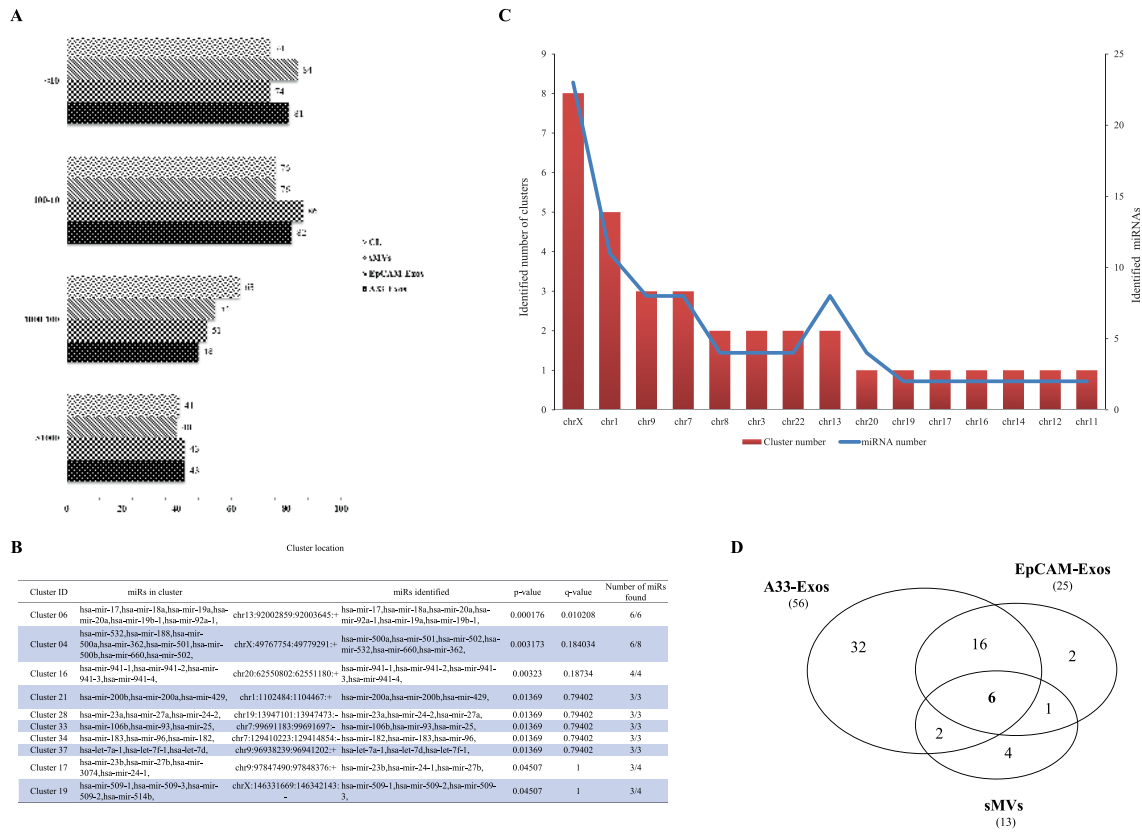 A
<10
84
74
81
76
82
CL
sMVs
EpCAM-Exos
A33-Exos
>1000
41
40
43
43
0 20 40 60 80 100
C
9
8
7
6
5
4
3
2
1
0
Identified number of clusters
25
20
15
10
5
0
Identified miRNAs
chrX chr1 chr9 chr7 chr8 chr3 chr22 chr13 chr20 chr19 chr17 chr16 chr14 chr12 chr11
Cluster number miRNA number
B
Cluster location
Cluster ID miRs in cluster miRs identified p-value q-value Number of miRs found
Cluster 06 hsa-mir-17,hsa-mir-18a,hsa-mir-19a,hsa-mir-20a,hsa-mir-19b-1,hsa-mir-92a-1, chr13:92002859:92003645:+ hsa-mir-17,hsa-mir-18a,hsa-mir-20a,hsa-mir-92a-1,hsa-mir-19a,hsa-mir-19b-1, 0.000176 0.010208 6/6
Cluster 04 hsa-mir-532,hsa-mir-188,hsa-mir-500a,hsa-mir-362,hsa-mir-501,hsa-mir-500b,hsa-mir-660,hsa-mir-502, chrX:49767754:49779291:+ hsa-mir-500a,hsa-mir-501,hsa-mir-502,hsa-mir-532,hsa-mir-660,hsa-mir-362, 0.003173 0.184034 6/8
Cluster 16 hsa-mir-941-1,hsa-mir-941-2,hsa-mir-941-3,hsa-mir-941-4, chr20:62550802:62551180:+ hsa-mir-941-1,hsa-mir-941-2,hsa-mir-941-3,hsa-mir-941-4, 0.00323 0.18734 4/4
Cluster 21 hsa-mir-200b,hsa-mir-200a,hsa-mir-429, chr1:1102484:1104467:+ hsa-mir-200a,hsa-mir-200b,hsa-mir-429, 0.01369 0.79402 3/3
Cluster 28 hsa-mir-23a,hsa-mir-27a,hsa-mir-24-2, chr19:13947101:13947473:- hsa-mir-23a,hsa-mir-24-2,hsa-mir-27a, 0.01369 0.79402 3/3
Cluster 33 hsa-mir-106b,hsa-mir-93,hsa-mir-25, chr7:99691183:99691697:- hsa-mir-106b,hsa-mir-93,hsa-mir-25, 0.01369 0.79402 3/3
Cluster 34 hsa-mir-183,hsa-mir-96,hsa-mir-182, chr7:129410223:129414854:- hsa-mir-182,hsa-mir-183,hsa-mir-96, 0.01369 0.79402 3/3
Cluster 37 hsa-let-7a-1,hsa-let-7f-1,hsa-let-7d, chr9:96938239:96941202:+ hsa-let-7a-1,hsa-let-7d,hsa-let-7f-1, 0.01369 0.79402 3/3
Cluster 17 hsa-mir-23b,hsa-mir-27b,hsa-mir-3074,hsa-mir-24-1, chr9:97847490:97848376:+ hsa-mir-23b,hsa-mir-24-1,hsa-mir-27b, 0.04507 1 3/4
Cluster 19 hsa-mir-509-1,hsa-mir-509-3,hsa-mir-509-2,hsa-mir-514b, chrX:146331669:146342143:- hsa-mir-509-1,hsa-mir-509-2,hsa-mir-509-3, 0.04507 1 3/4
D
A33-Exos
(56)
EpCAM-Exos
(25)
32
16
2
6
1
2
4
sMVs
(13)